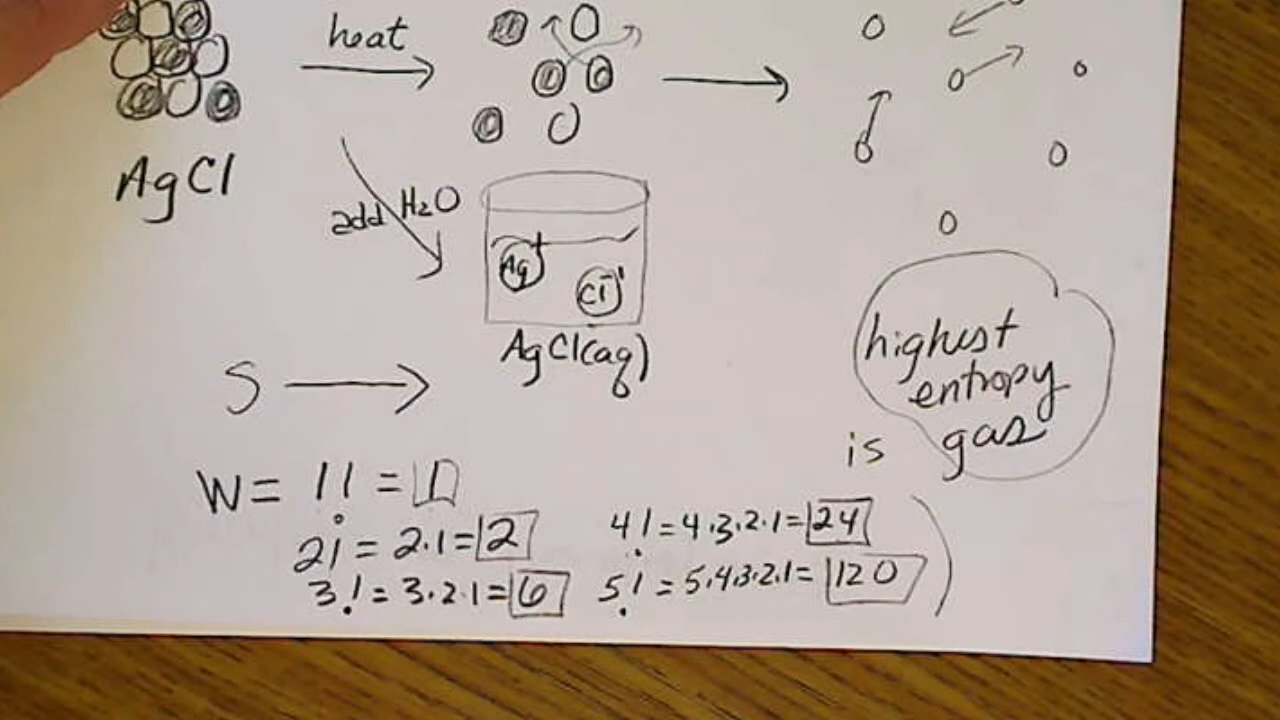 heat
AgCl
add H₂O
Ag⁺
Cl⁻
AgCl(aq)
S
highest
entropy
is gas
W = 1! = 1
2! = 2·1 = 2
3! = 3·2·1 = 6
4! = 4·3·2·1 = 24
5! = 5·4·3·2·1 = 120